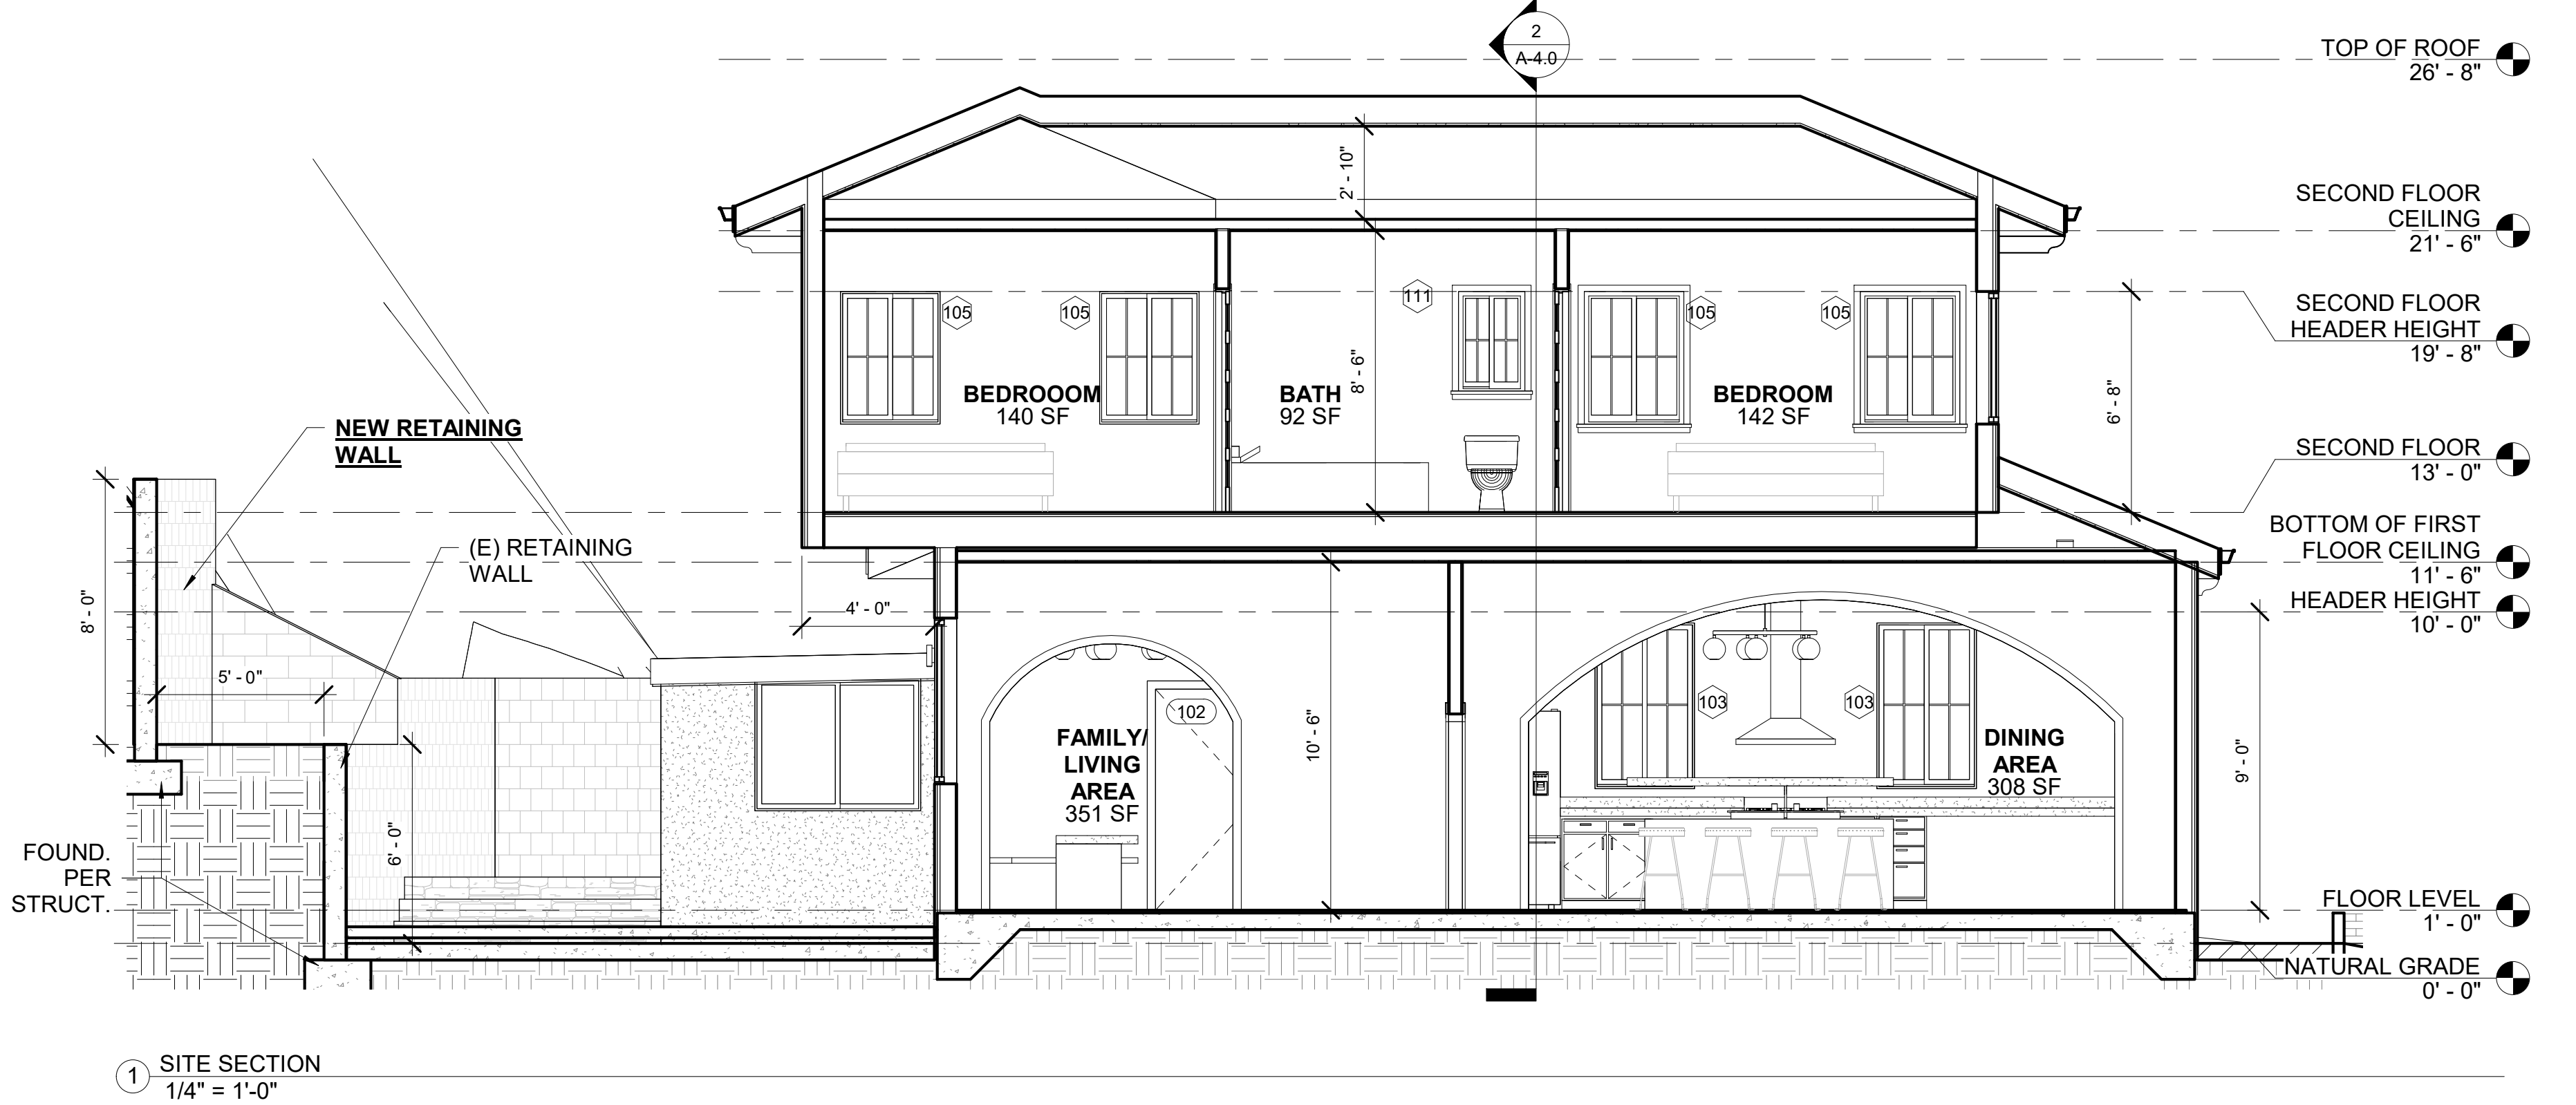 2
A-4.0
TOP OF ROOF
26' - 8"
2' - 10"
SECOND FLOOR
CEILING
21' - 6"
111
105
105
105
105
SECOND FLOOR
HEADER HEIGHT
19' - 8"
8' - 6"
BEDROOOM
140 SF
BATH
92 SF
BEDROOM
142 SF
6' - 8"
NEW RETAINING
WALL
SECOND FLOOR
13' - 0"
(E) RETAINING
WALL
BOTTOM OF FIRST
FLOOR CEILING
11' - 6"
8' - 0"
4' - 0"
HEADER HEIGHT
10' - 0"
5' - 0"
102
103
103
10' - 6"
FAMILY/
LIVING
AREA
351 SF
DINING
AREA
308 SF
9' - 0"
6' - 0"
FOUND.
PER
STRUCT.
FLOOR LEVEL
1' - 0"
NATURAL GRADE
0' - 0"
1
SITE SECTION
1/4" = 1'-0"